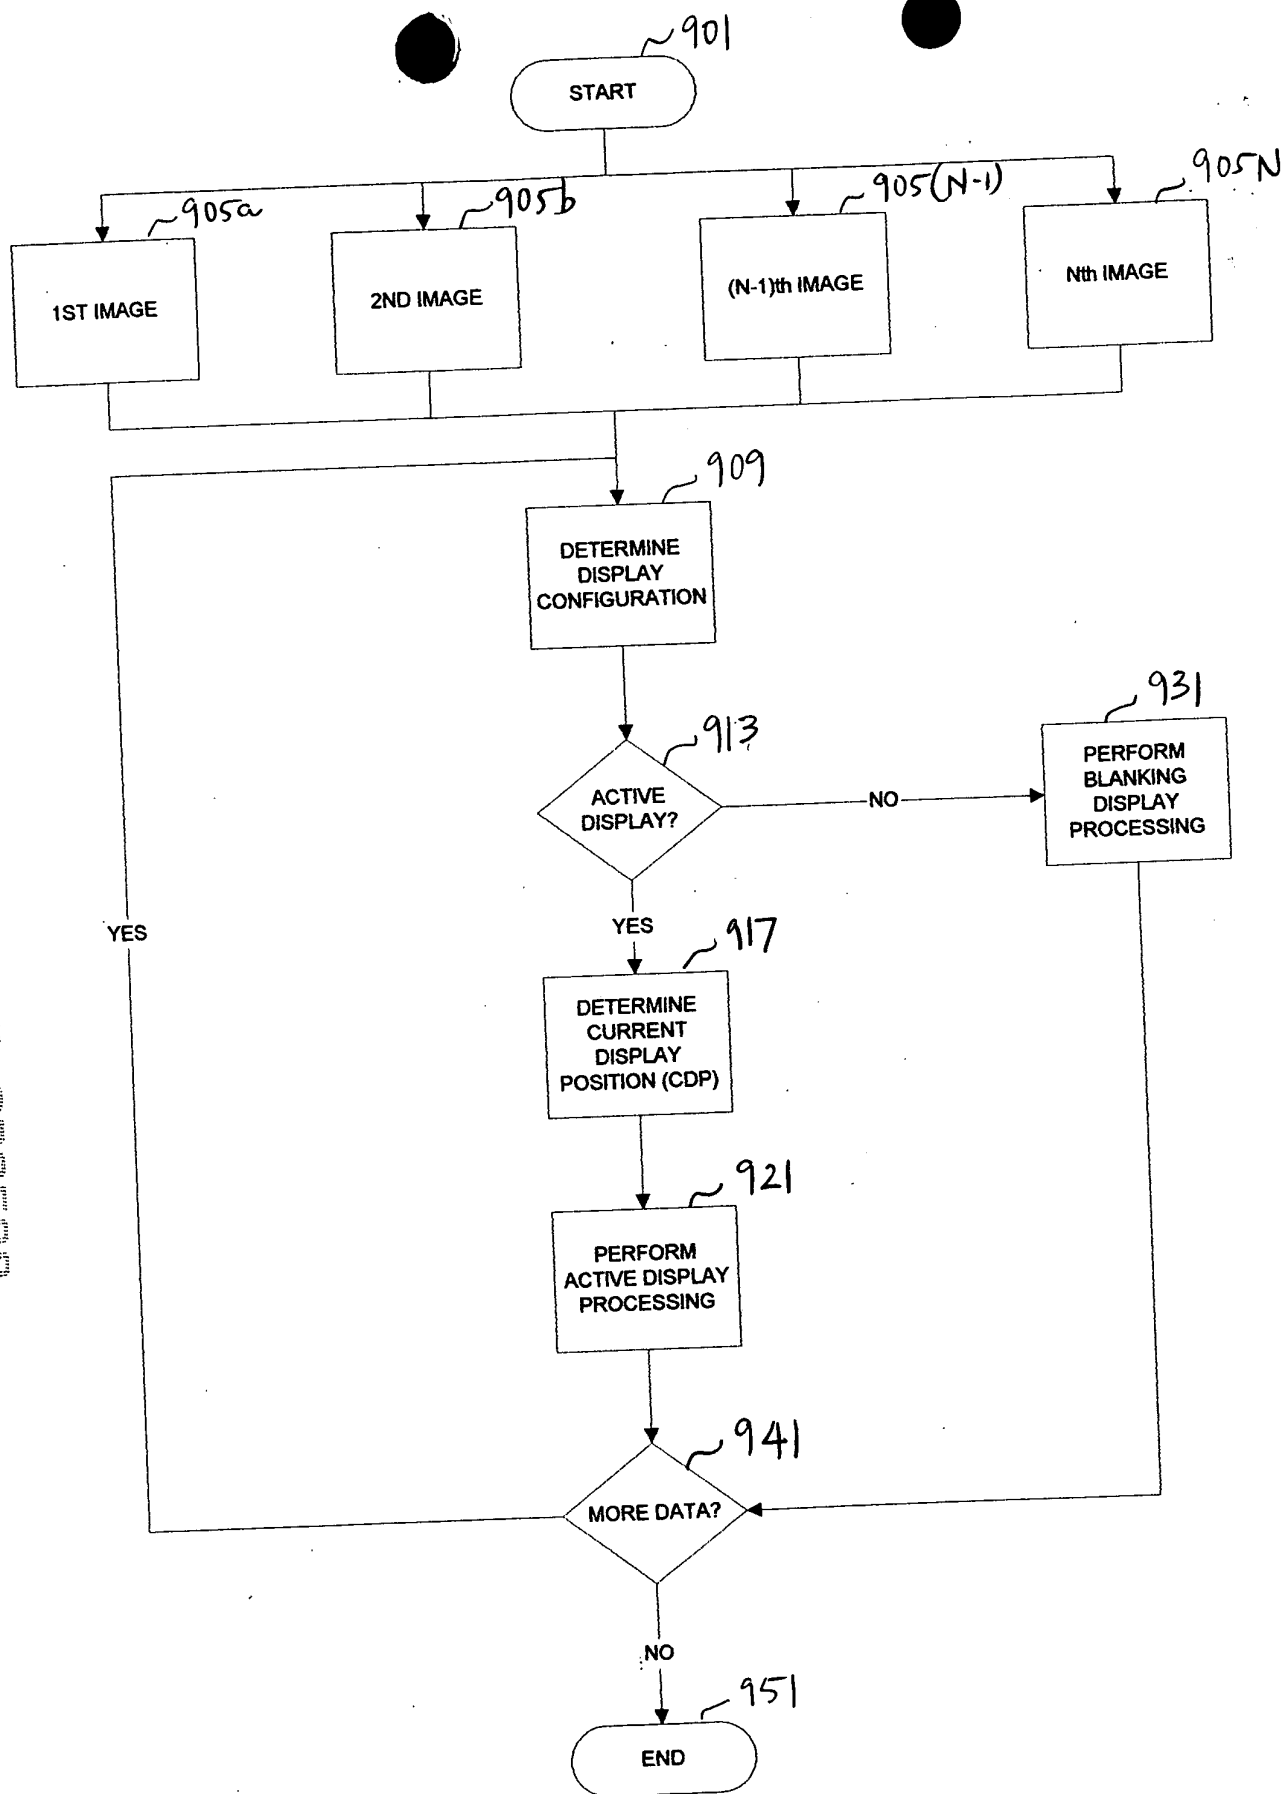 901
START
905a
905b
905(N-1)
905N
1ST IMAGE
2ND IMAGE
(N-1)th IMAGE
Nth IMAGE
909
DETERMINE
DISPLAY
CONFIGURATION
913
ACTIVE
DISPLAY?
NO
931
PERFORM
BLANKING
DISPLAY
PROCESSING
YES
YES
917
DETERMINE
CURRENT
DISPLAY
POSITION (CDP)
921
PERFORM
ACTIVE DISPLAY
PROCESSING
941
MORE DATA?
NO
951
END